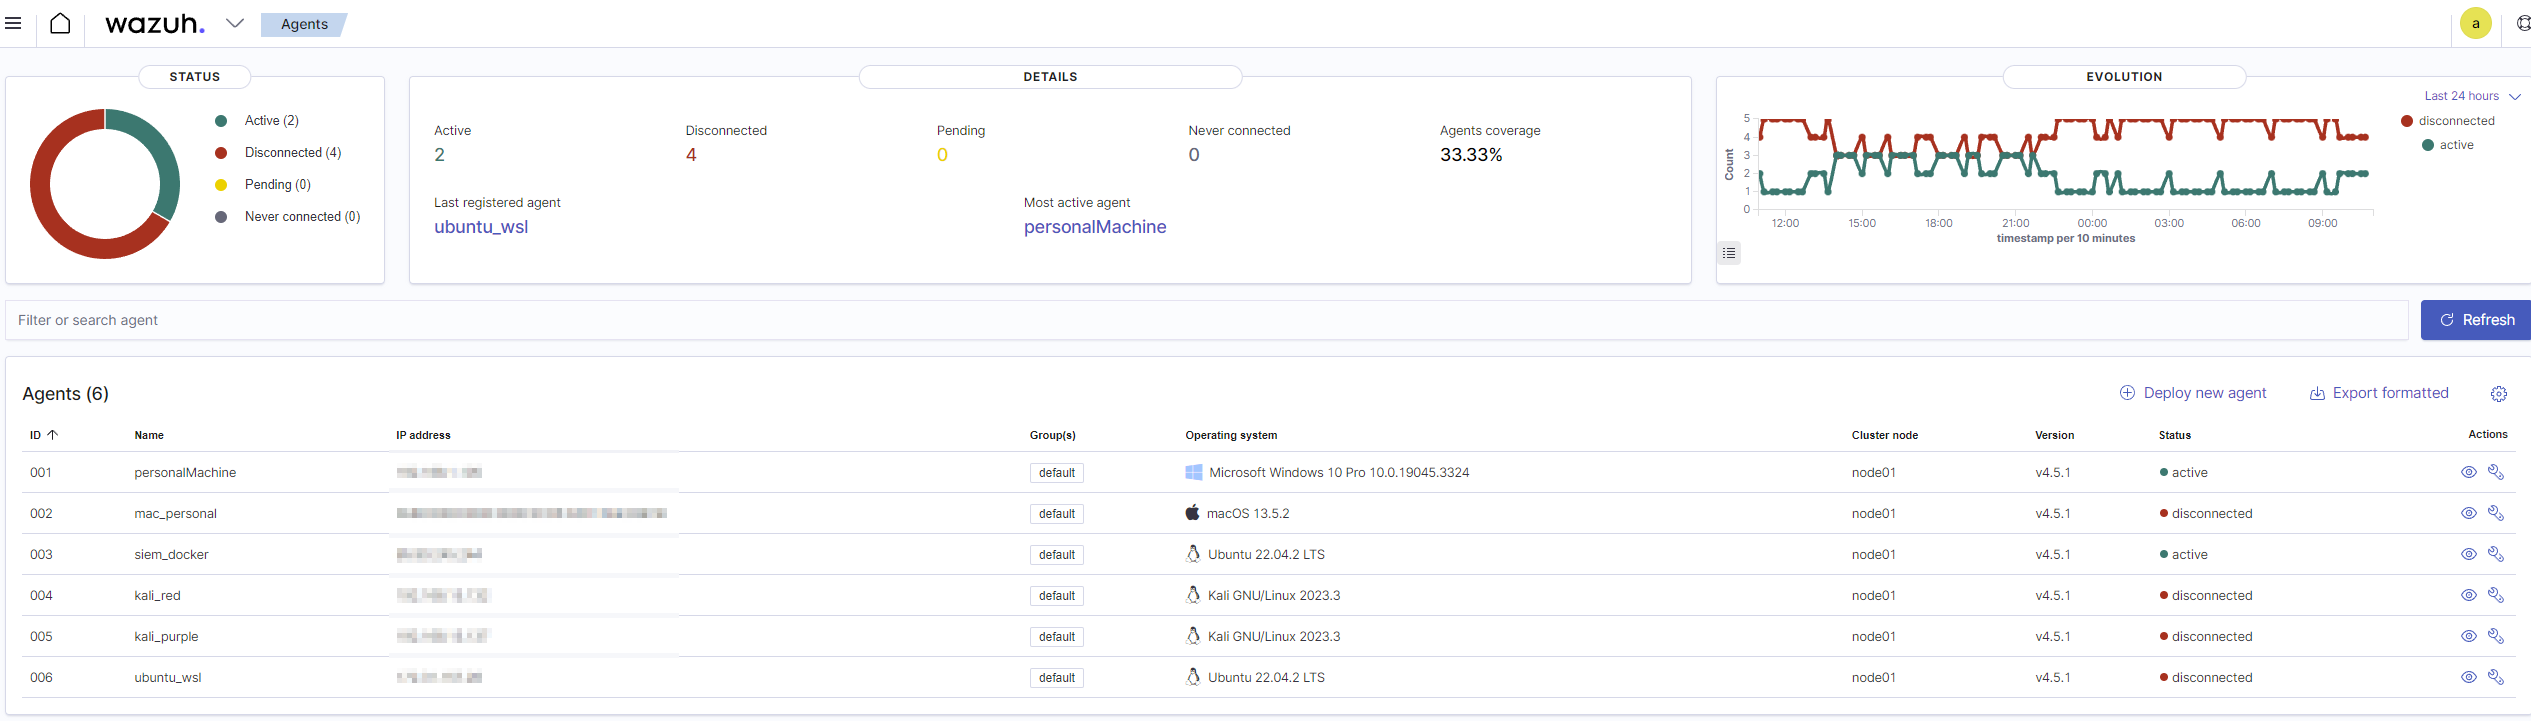 wazuh. Agents a
STATUS
Active (2)
Disconnected (4)
Pending (0)
Never connected (0)
DETAILS
Active Disconnected Pending Never connected Agents coverage
2 4 0 0 33.33%
Last registered agent Most active agent
ubuntu_wsl personalMachine
EVOLUTION
Last 24 hours
disconnected
active
Count
5
4
3
2
1
0
12:00 15:00 18:00 21:00 00:00 03:00 06:00 09:00
timestamp per 10 minutes
Filter or search agent Refresh
Agents (6) Deploy new agent Export formatted
ID Name IP address Group(s) Operating system Cluster node Version Status Actions
001 personalMachine default Microsoft Windows 10 Pro 10.0.19045.3324 node01 v4.5.1 active
002 mac_personal default macOS 13.5.2 node01 v4.5.1 disconnected
003 siem_docker default Ubuntu 22.04.2 LTS node01 v4.5.1 active
004 kali_red default Kali GNU/Linux 2023.3 node01 v4.5.1 disconnected
005 kali_purple default Kali GNU/Linux 2023.3 node01 v4.5.1 disconnected
006 ubuntu_wsl default Ubuntu 22.04.2 LTS node01 v4.5.1 disconnected